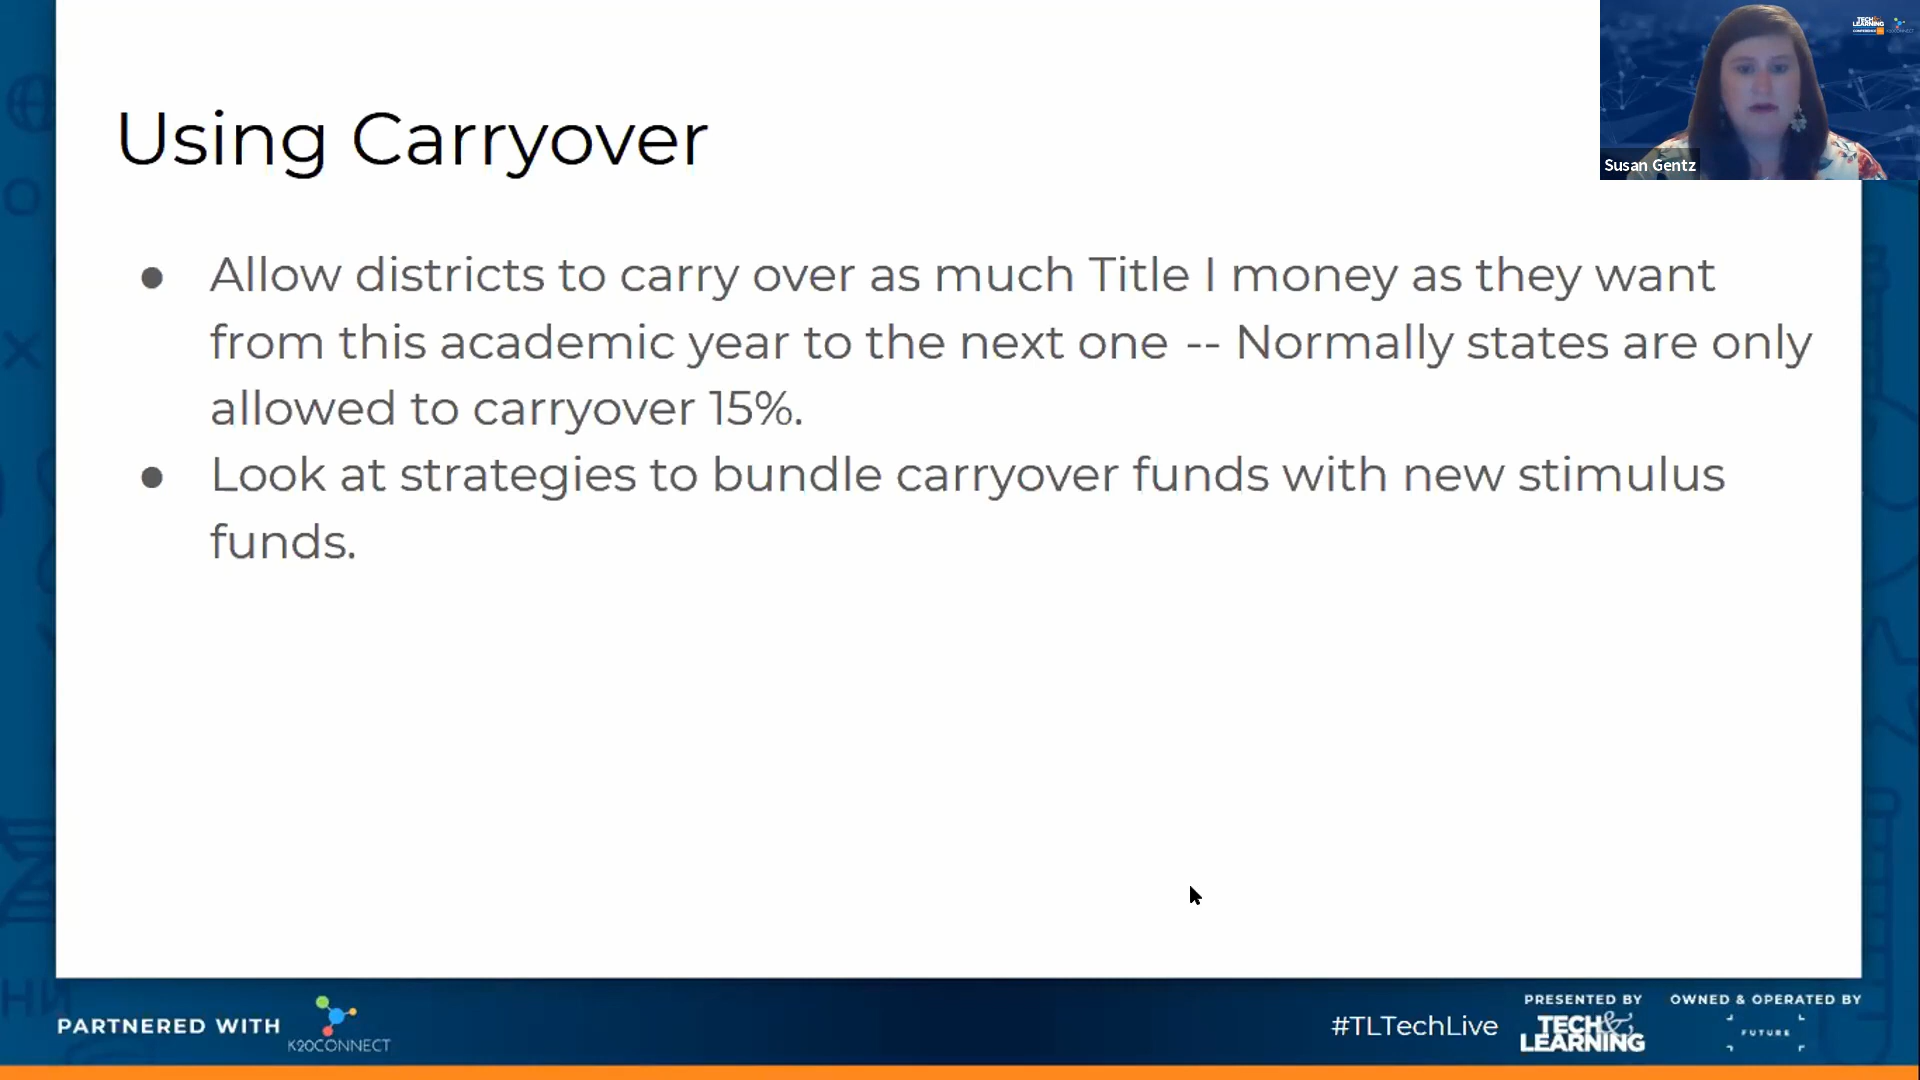 Using Carryover
● Allow districts to carry over as much Title I money as they want
from this academic year to the next one -- Normally states are only
allowed to carryover 15%.
● Look at strategies to bundle carryover funds with new stimulus
funds.
TECH&
LEARNING
Susan Gentz
PARTNERED WITH
K20CONNECT
#TLTechLive
PRESENTED BY
TECH&
LEARNING
OWNED & OPERATED BY
FUTURE